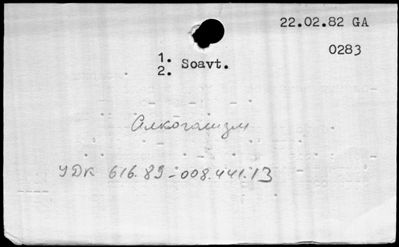 22.02.82 GA
0283
1. Soavt.
2.
Алкоголизм
УДК 616.89-008.441.13